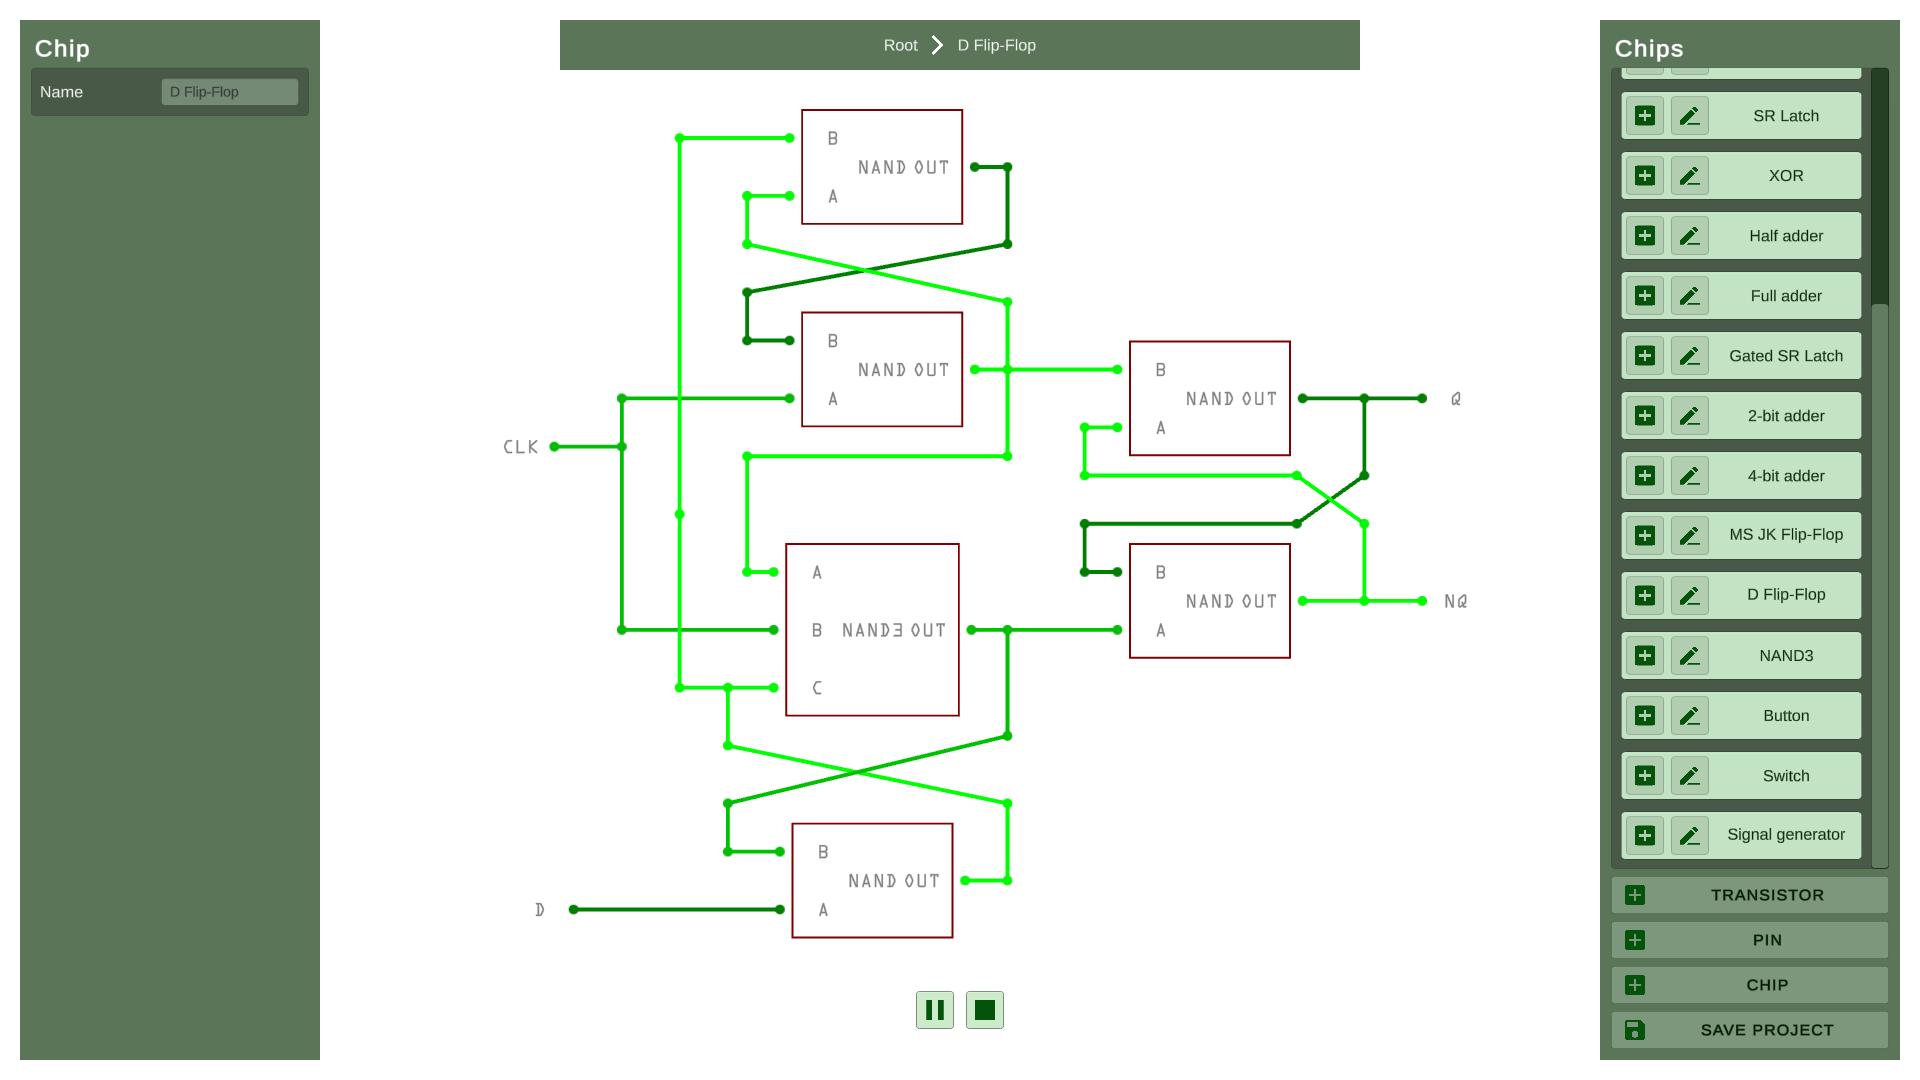 Chip
Name
D Flip-Flop
Root
D Flip-Flop
B
NAND OUT
A
B
NAND OUT
A
CLK
B
NAND OUT
A
Q
A
B
NAND3 OUT
C
B
NAND OUT
A
NQ
B
NAND OUT
A
D
Chips
SR Latch
XOR
Half adder
Full adder
Gated SR Latch
2-bit adder
4-bit adder
MS JK Flip-Flop
D Flip-Flop
NAND3
Button
Switch
Signal generator
TRANSISTOR
PIN
CHIP
SAVE PROJECT